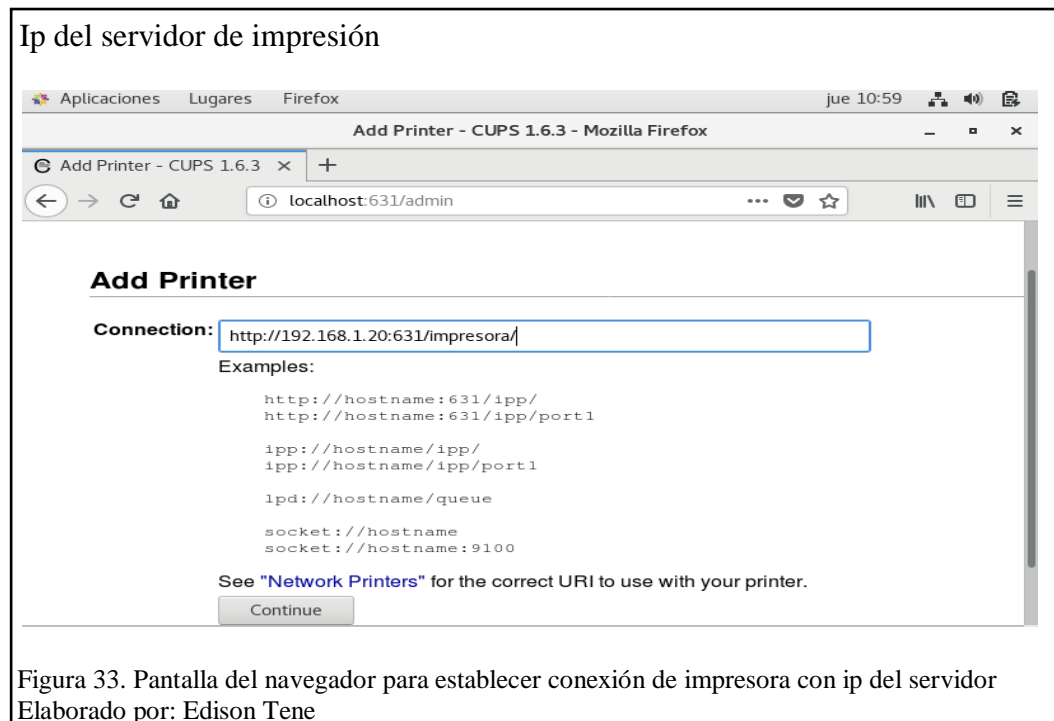 Ip del servidor de impresión
Aplicaciones Lugares Firefox jue 10:59
Add Printer - CUPS 1.6.3 - Mozilla Firefox
Add Printer - CUPS 1.6.3
localhost:631/admin
Add Printer
Connection: http://192.168.1.20:631/impresora/
Examples:
http://hostname:631/ipp/
http://hostname:631/ipp/port1
ipp://hostname/ipp/
ipp://hostname/ipp/port1
lpd://hostname/queue
socket://hostname
socket://hostname:9100
See "Network Printers" for the correct URI to use with your printer.
Continue
Figura 33. Pantalla del navegador para establecer conexión de impresora con ip del servidor
Elaborado por: Edison Tene